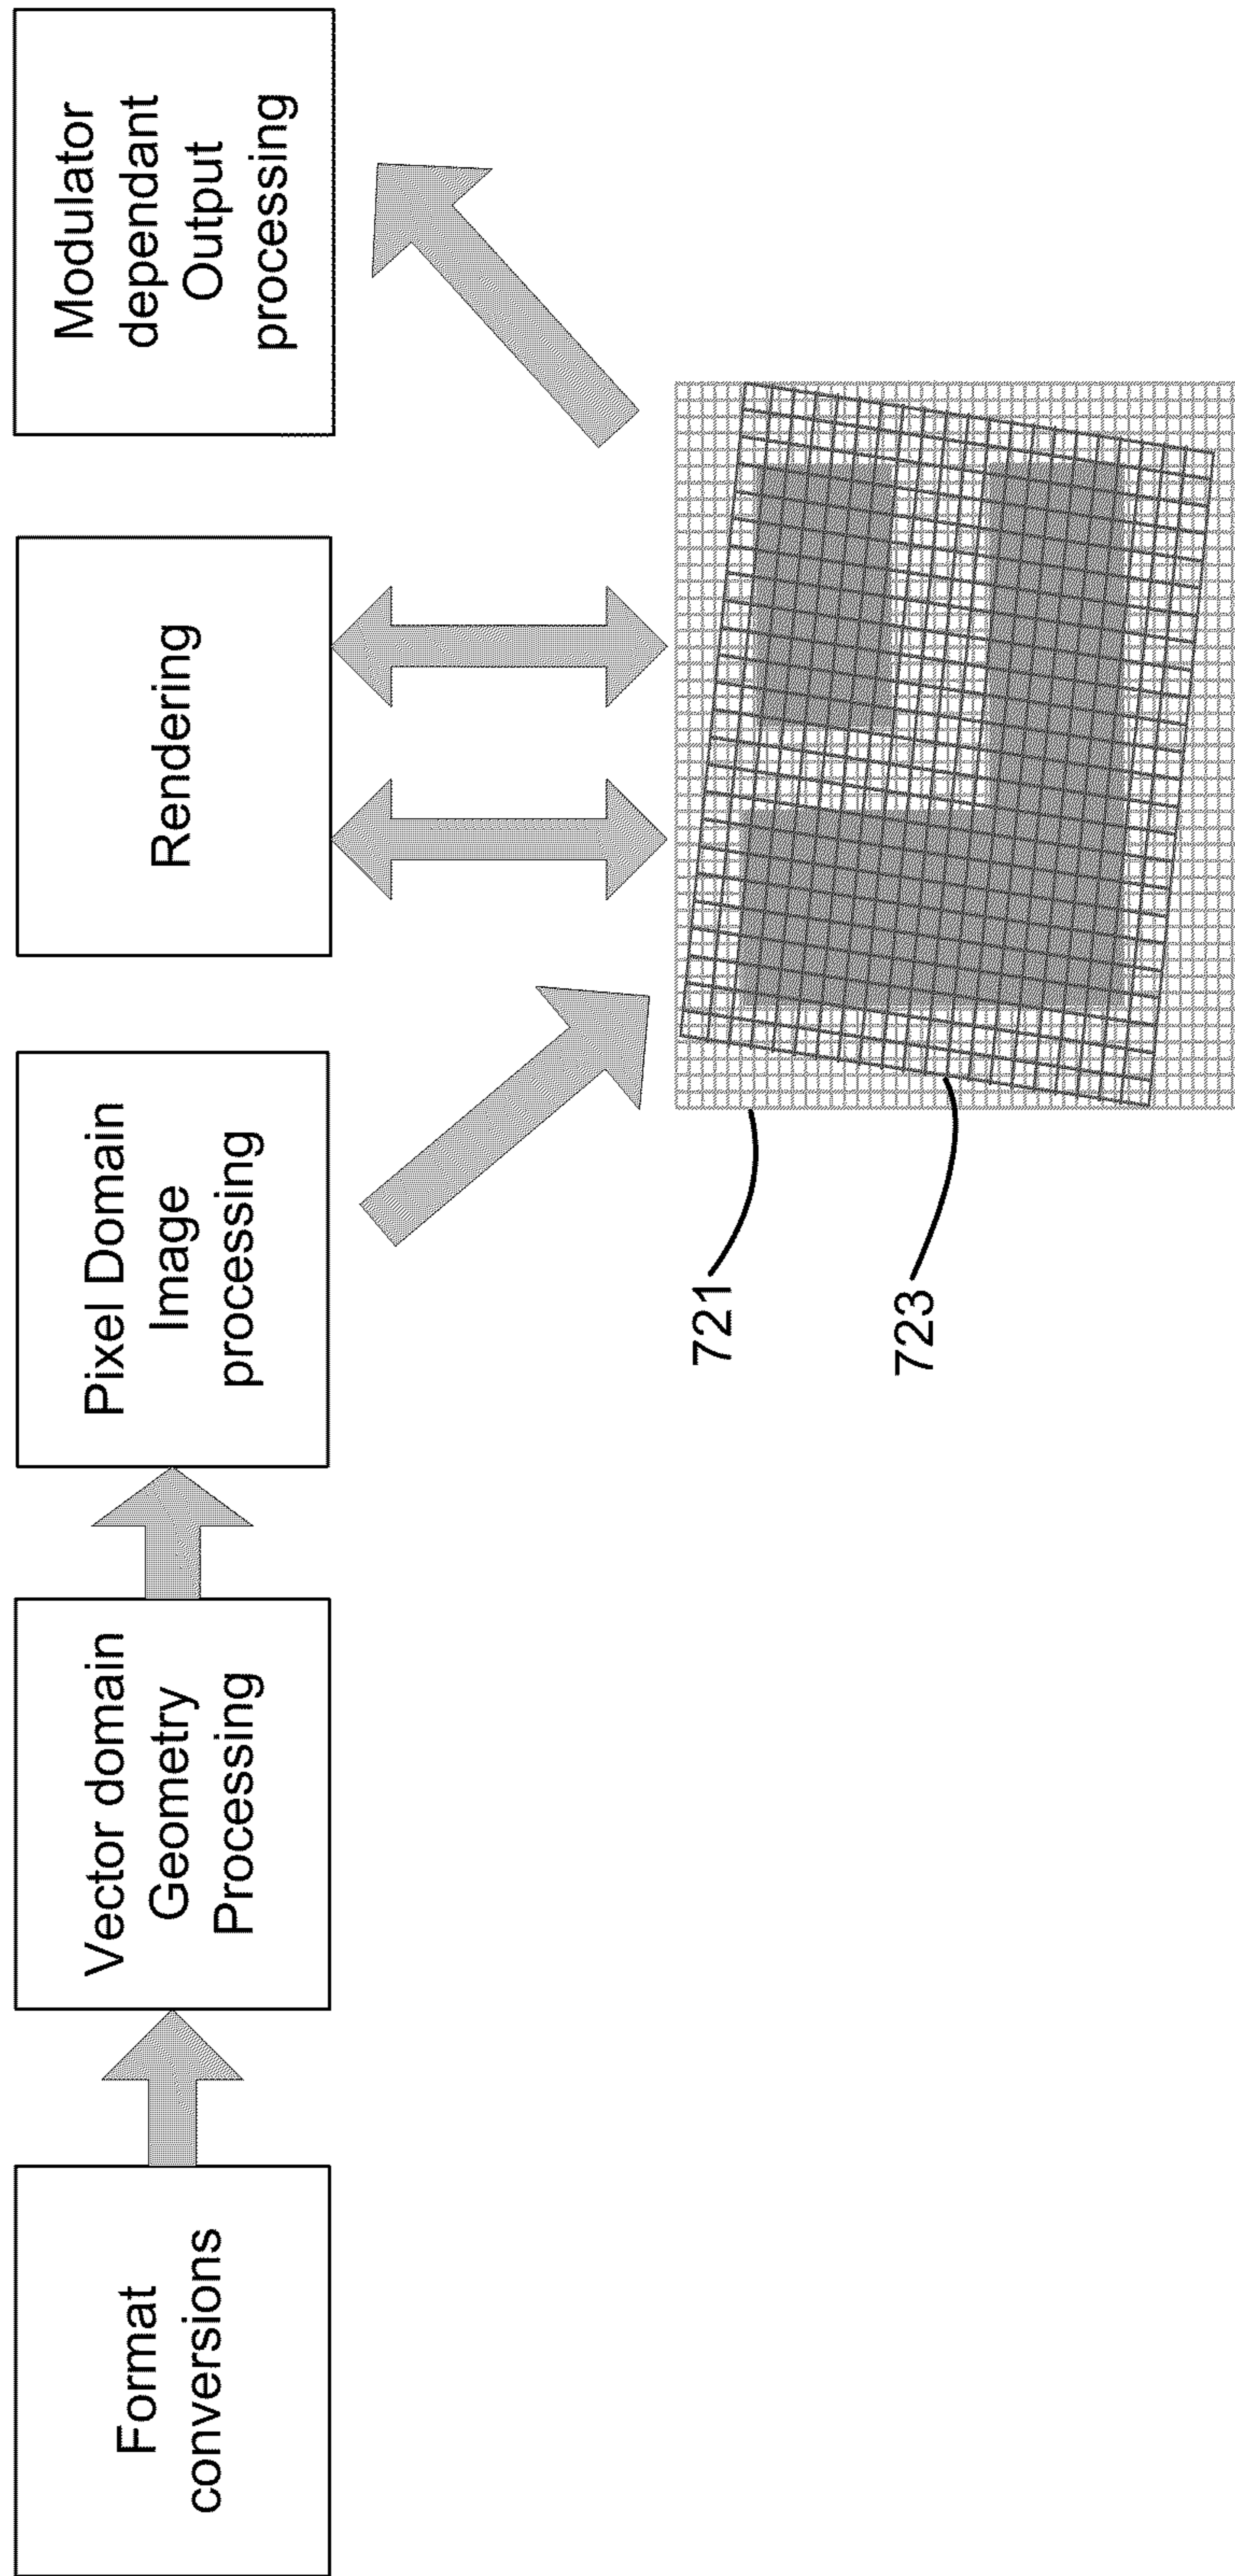 Format
conversions
Vector domain
Geometry
Processing
Pixel Domain
Image
processing
Rendering
Modulator
dependant
Output
processing
721
723